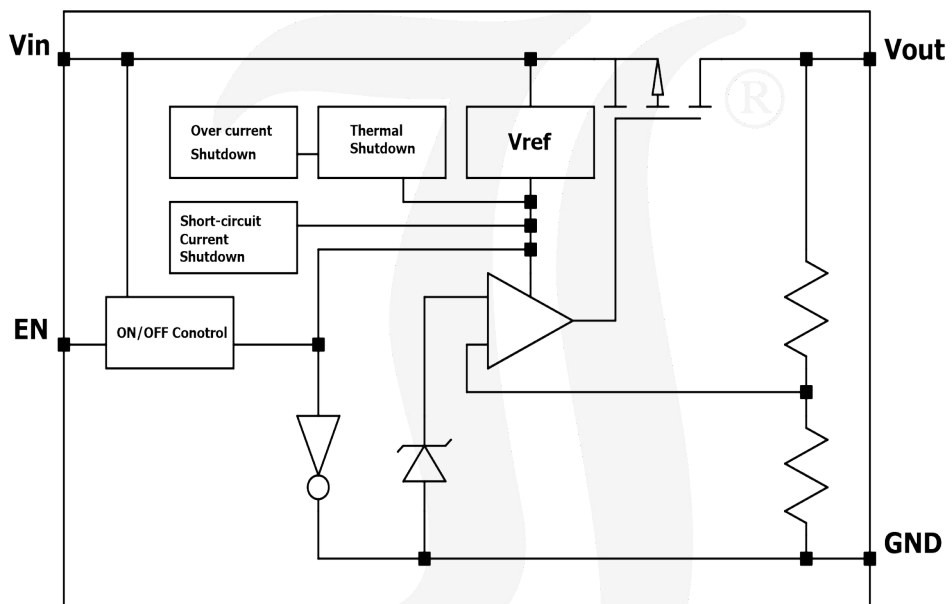 Vin
Vout
®
Over current
Shutdown
Thermal
Shutdown
Vref
Short-circuit
Current
Shutdown
EN
ON/OFF Conotrol
GND